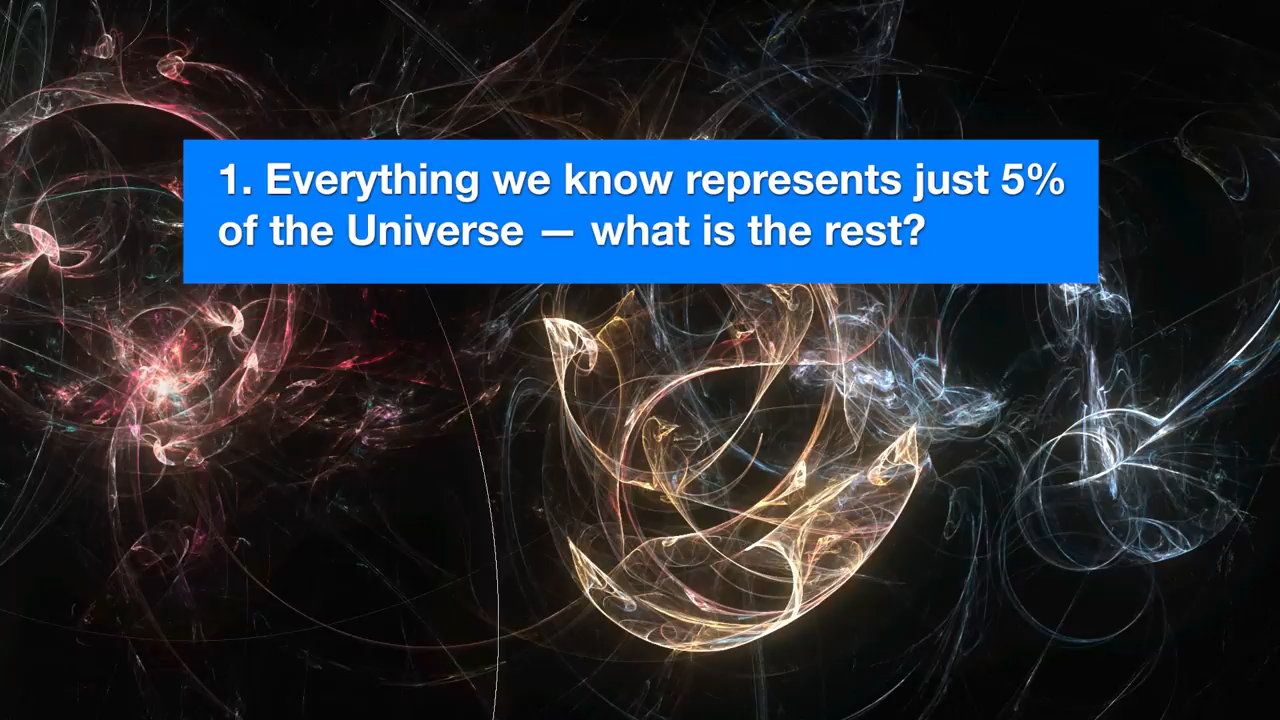 1. Everything we know represents just 5%
of the Universe — what is the rest?